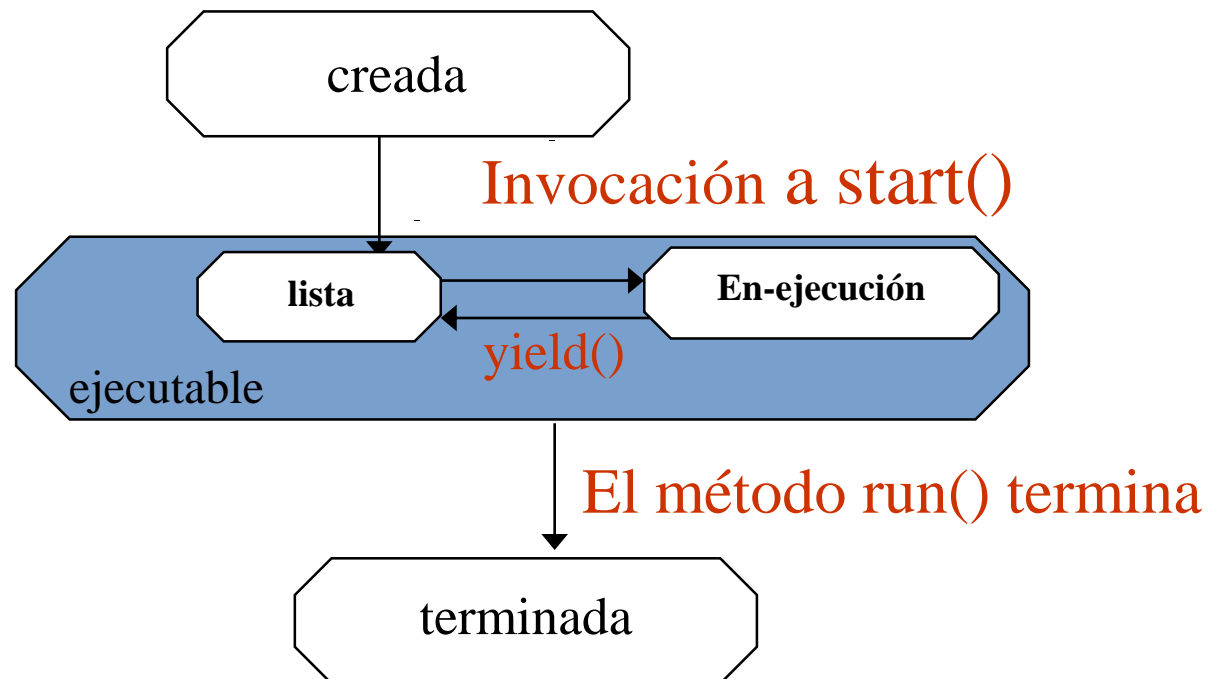 creada
Invocación a start()
lista
En-ejecución
yield()
ejecutable
El método run() termina
terminada